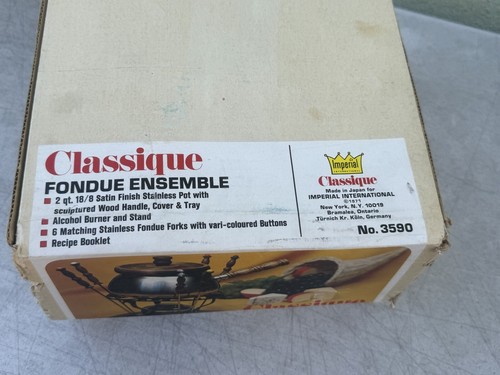 Classique
FONDUE ENSEMBLE
2 qt. 18/8 Satin Finish Stainless Pot with
sculptured Wood Handle, Cover & Tray
Alcohol Burner and Stand
6 Matching Stainless Fondue Forks with vari-coloured Buttons
Recipe Booklet
imperial
Classique
Made in Japan for
IMPERIAL INTERNATIONAL
©1971
New York, N.Y. 10019
Bramalea, Ontario
Türnich Kr. Köln, Germany
No. 3590
Classique